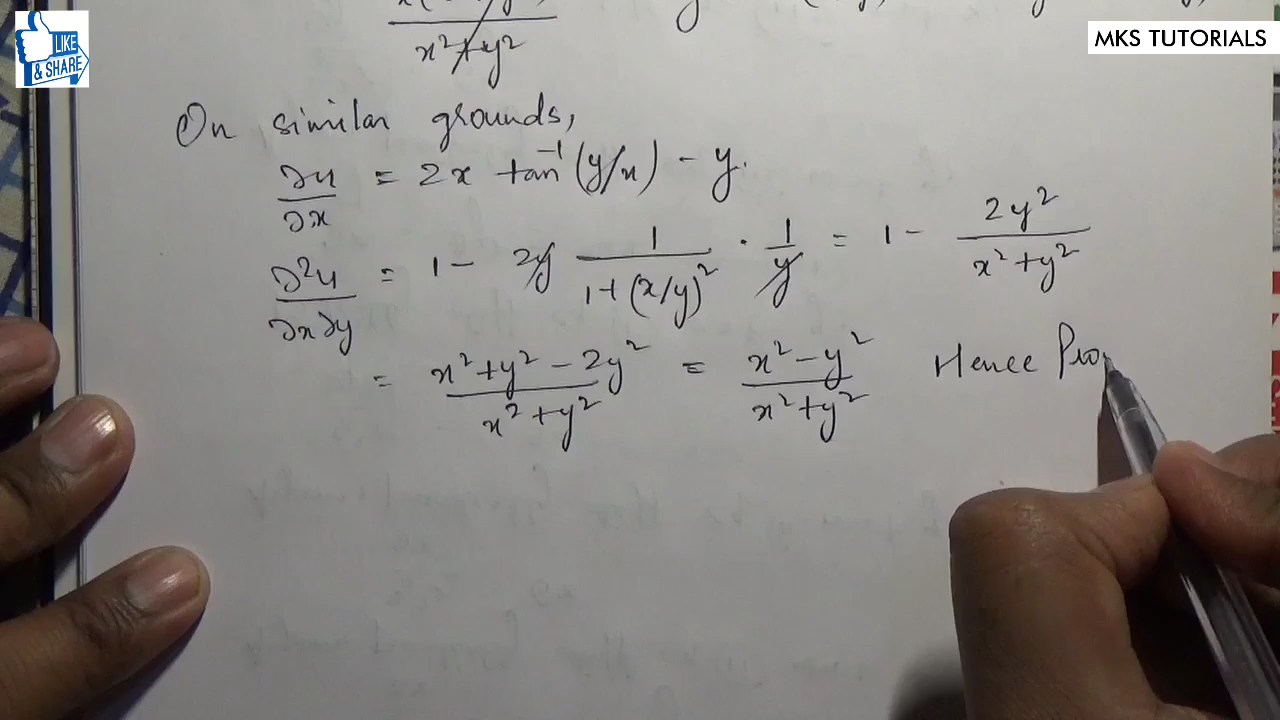 LIKE
& SHARE
MKS TUTORIALS
x² + y²
On similar grounds,
∂u/∂x = 2x tan⁻¹(y/x) - y.
∂²u/∂x∂y = 1 - 2y 1/(1+(x/y)²) · 1/y = 1 - 2y²/(x²+y²)
= (x²+y²-2y²)/(x²+y²) = (x²-y²)/(x²+y²) Hence Pro